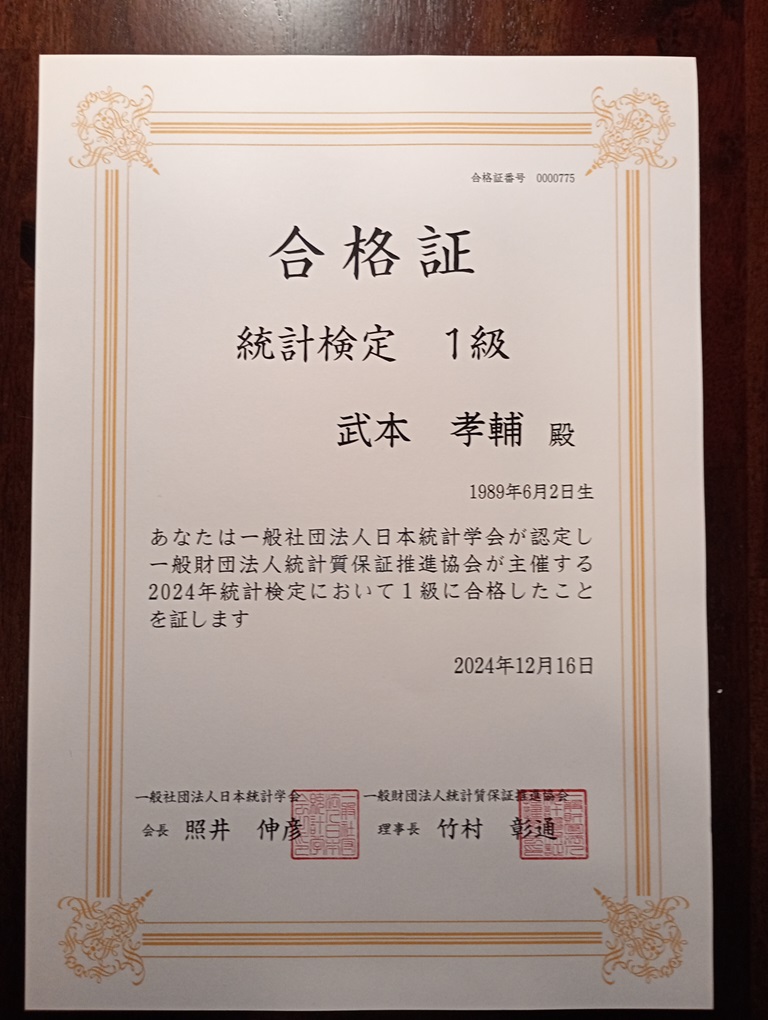 合格証番号　0000775
合格証
統計検定　1級
武本　孝輔 殿
1989年6月2日生
あなたは一般社団法人日本統計学会が認定し
一般財団法人統計質保証推進協会が主催する
2024年統計検定において１級に合格したこと
を証します
2024年12月16日
一般社団法人日本統計学会
会長　照井　伸彦
一般財団法人統計質保証推進協会
理事長　竹村　彰通